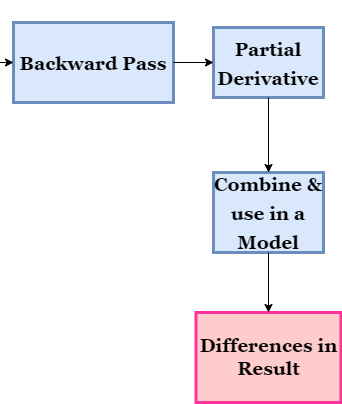 Backward Pass
Partial
Derivative
Combine &
use in a
Model
Differences in
Result